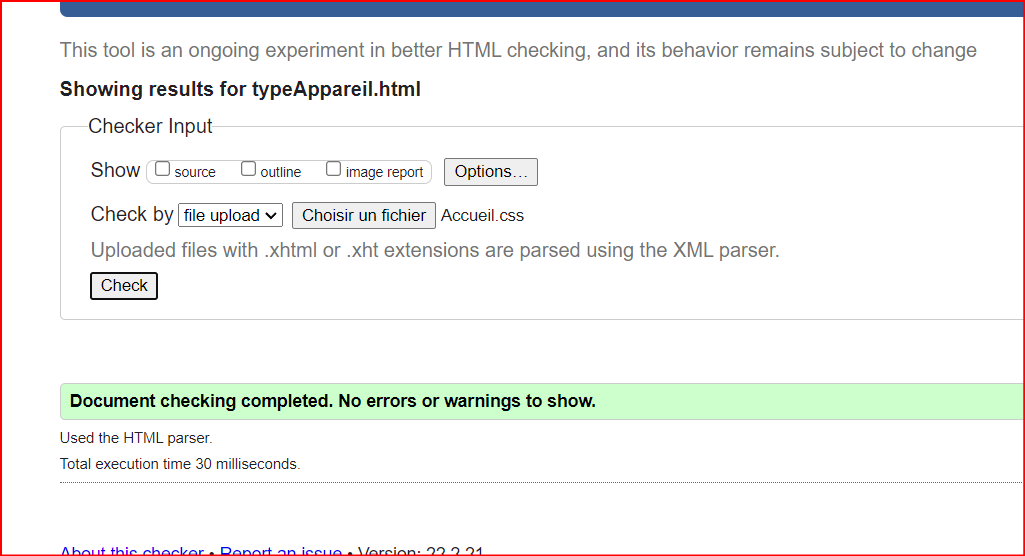 This tool is an ongoing experiment in better HTML checking, and its behavior remains subject to change
Showing results for typeAppareil.html
Checker Input
Show source outline image report Options…
Check by file upload Choisir un fichier Accueil.css
Uploaded files with .xhtml or .xht extensions are parsed using the XML parser.
Check
Document checking completed. No errors or warnings to show.
Used the HTML parser.
Total execution time 30 milliseconds.
About this checker • Report an issue • Version: 22.2.21